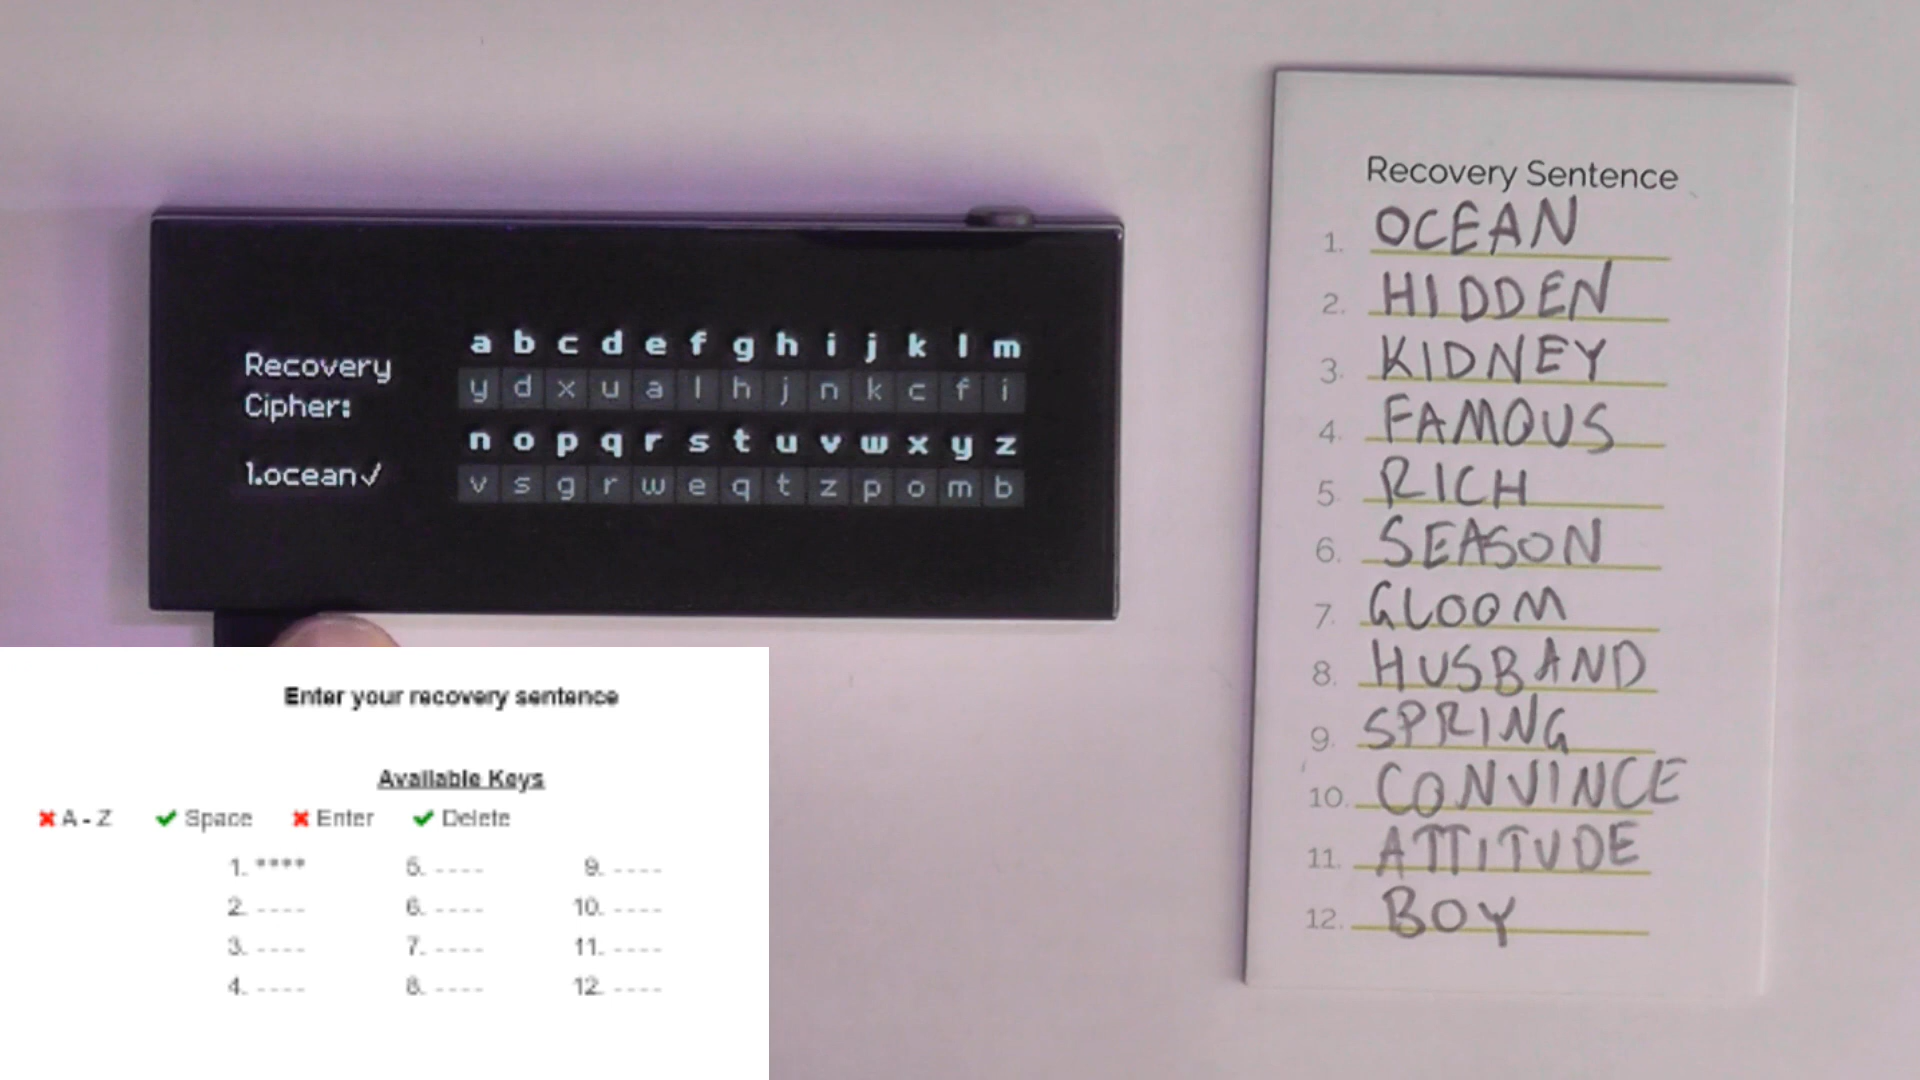 Recovery
Cipher:
1.ocean✓
a b c d e f g h i j k l m
y d x u a l h j n k c f i
n o p q r s t u v w x y z
v s g r w e q t z p o m b
Recovery Sentence
1. OCEAN
2. HIDDEN
3. KIDNEY
4. FAMOUS
5. RICH
6. SEASON
7. GLOOM
8. HUSBAND
9. SPRING
10. CONVINCE
11. ATTITUDE
12. BOY
Enter your recovery sentence
Available Keys
✖ A - Z ✔ Space ✖ Enter ✔ Delete
1. **** 5. ---- 9. ----
2. ---- 6. ---- 10. ----
3. ---- 7. ---- 11. ----
4. ---- 8. ---- 12. ----